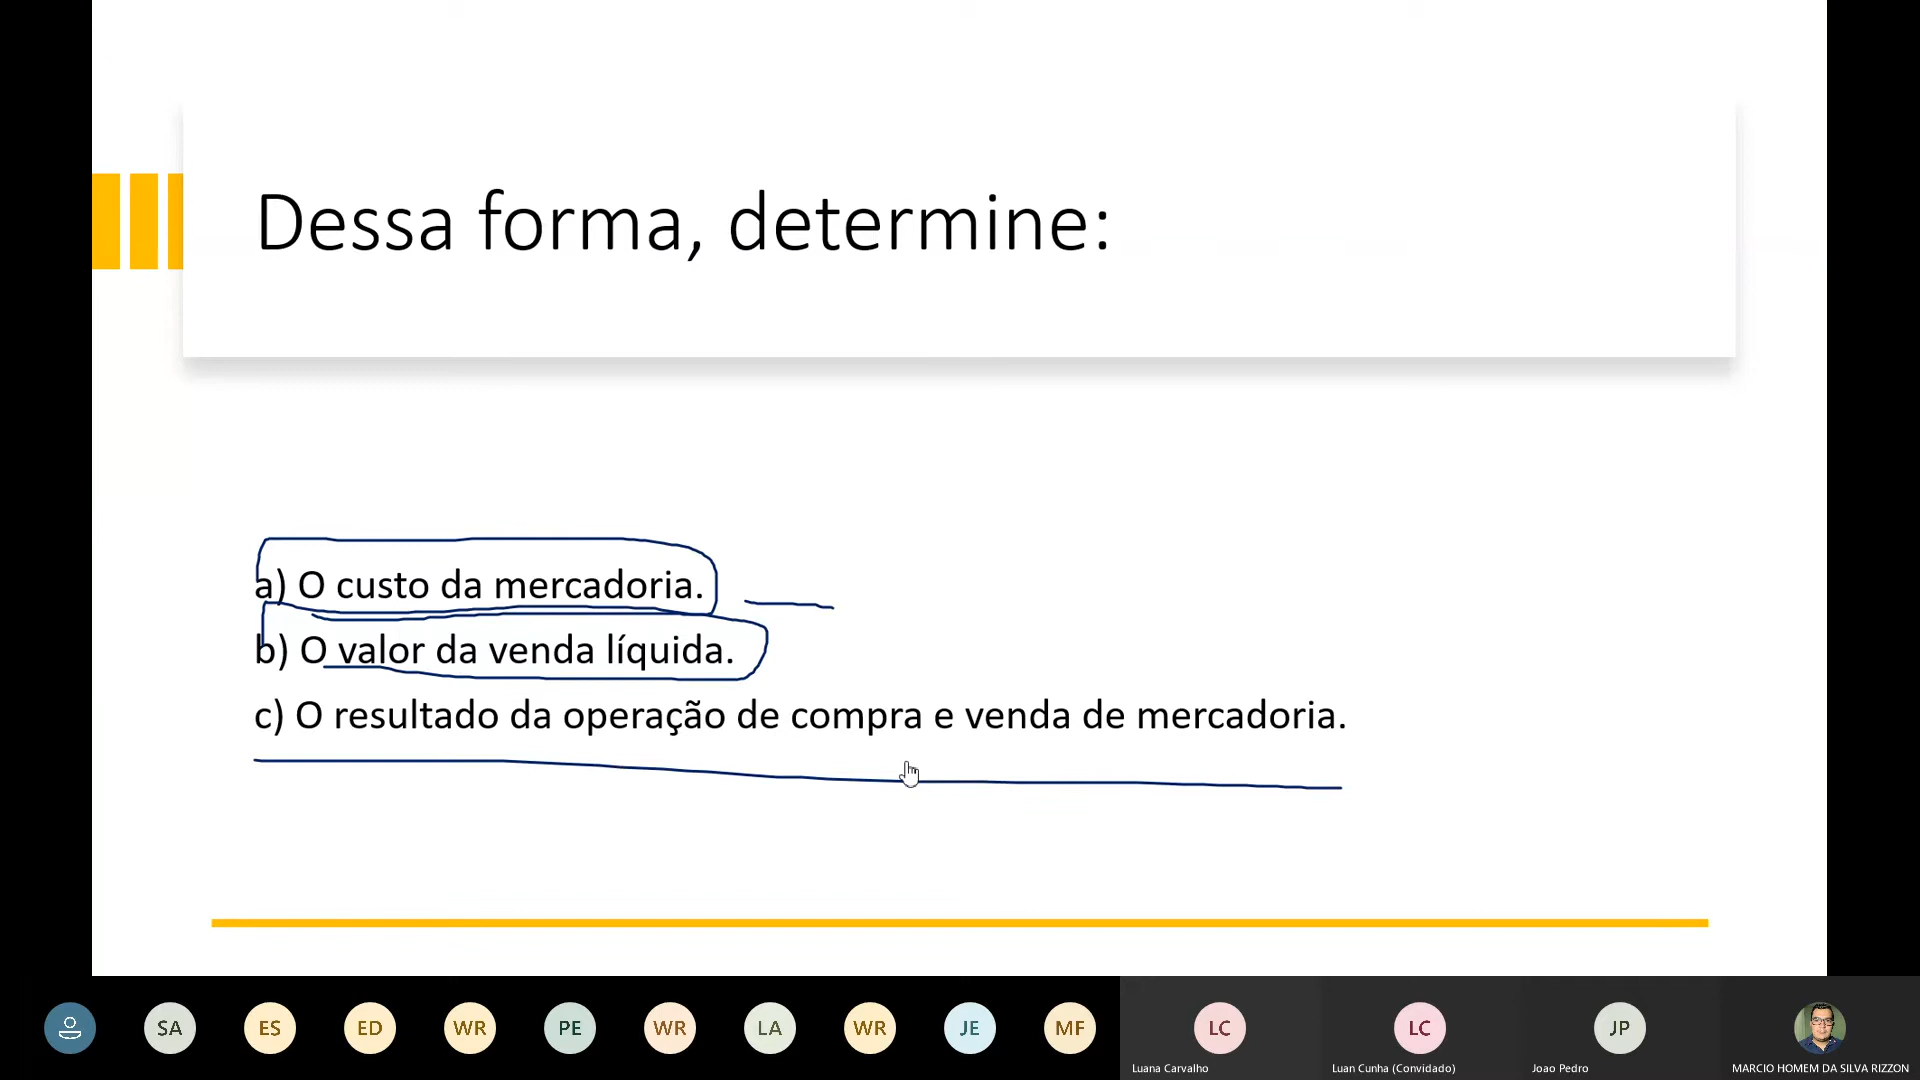 Dessa forma, determine:
a) O custo da mercadoria.
b) O valor da venda líquida.
c) O resultado da operação de compra e venda de mercadoria.
SA ES ED WR PE WR LA WR JE MF LC LC JP
Luana Carvalho Luan Cunha (Convidado) Joao Pedro MARCIO HOMEM DA SILVA RIZZON